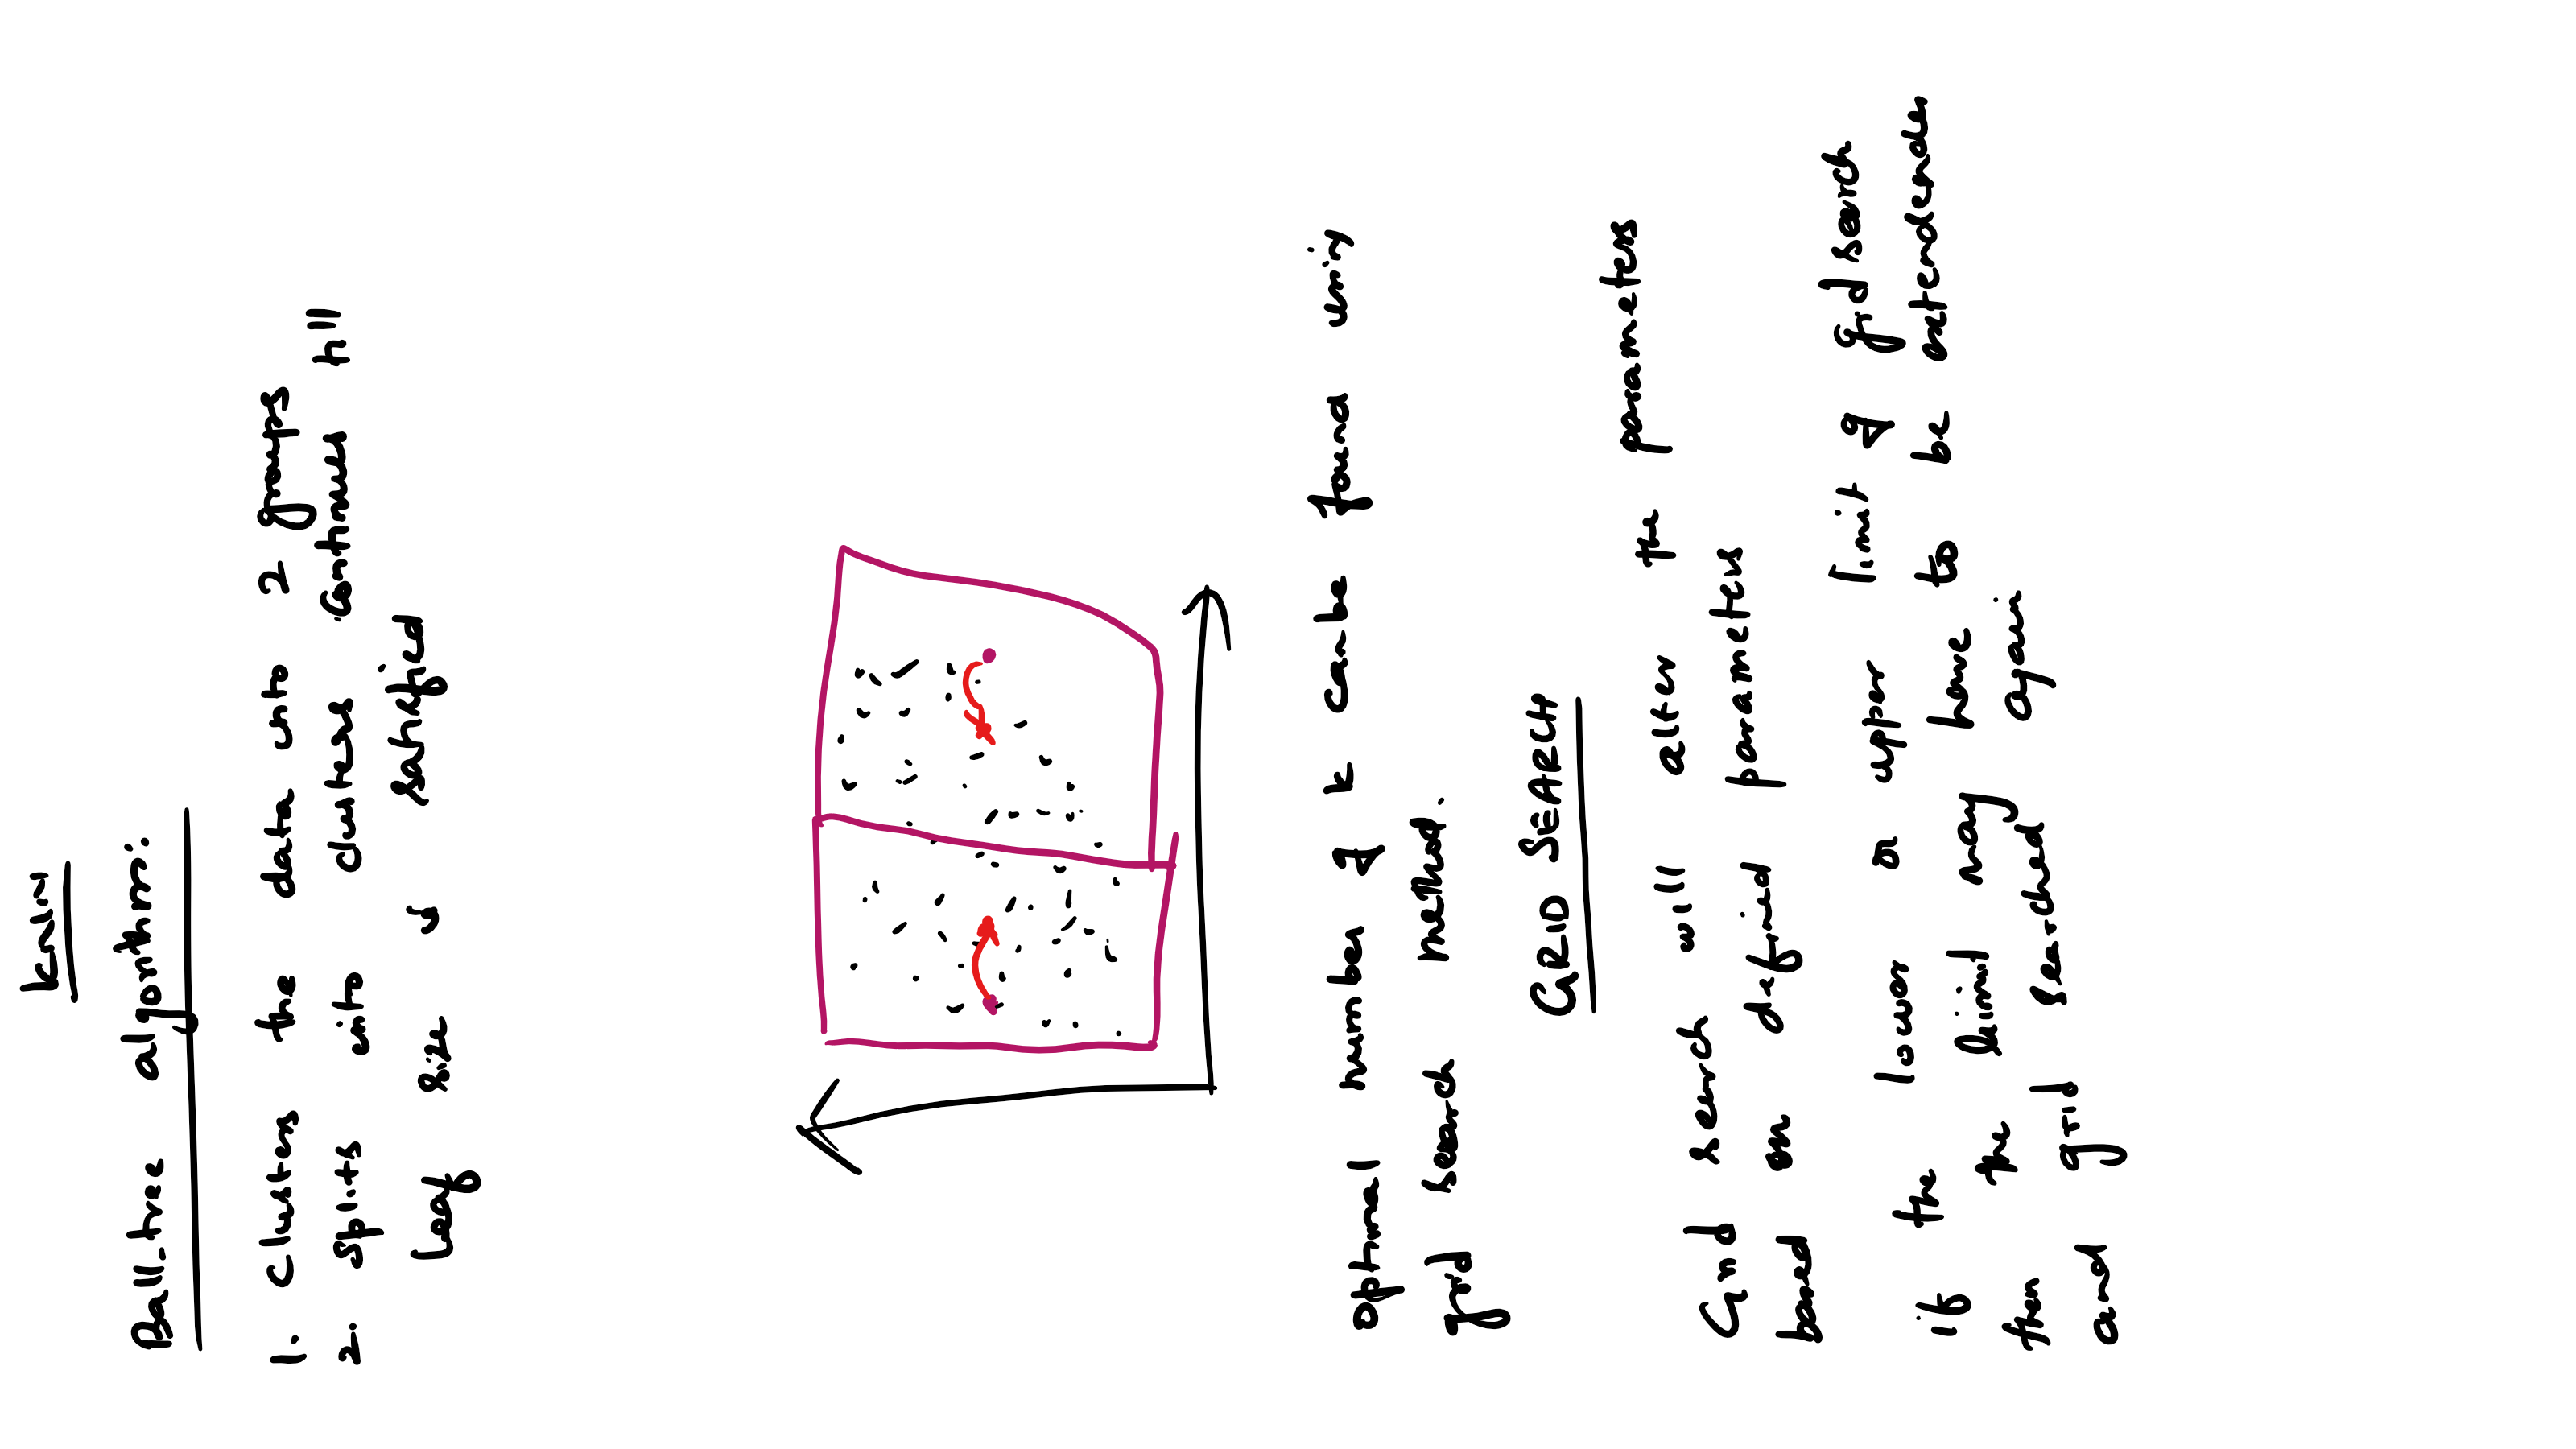 KNN
Ball_tree algorithm:
1. Clusters the data into 2 groups
2. Splits into clusters continues till
Leaf size is satisfied
Optimal number of k can be found using
grid search method.
GRID SEARCH
Grid search will alter the parameters
based on defined parameters
if the lower or upper limit of gid search
then the limit may have to be extendended
and grid searched again